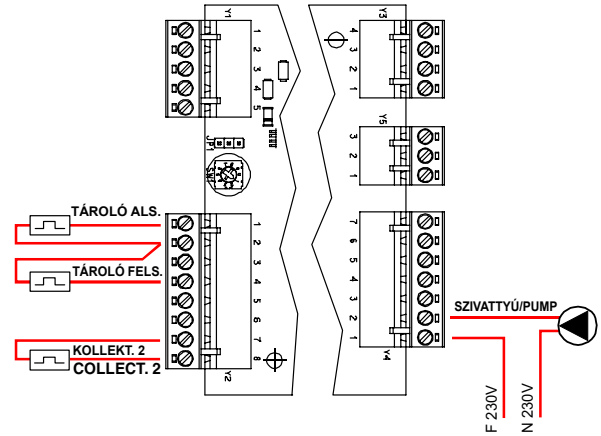 Y1
1
2
3
4
5
JP1
SW1
Y3
4
3
2
1
Y5
3
2
1
TÁROLÓ ALS.
TÁROLÓ FELS.
KOLLEKT. 2
COLLECT. 2
1
2
3
4
5
6
7
8
Y2
7
6
5
4
3
2
1
Y4
SZIVATTYÚ/PUMP
F 230V
N 230V